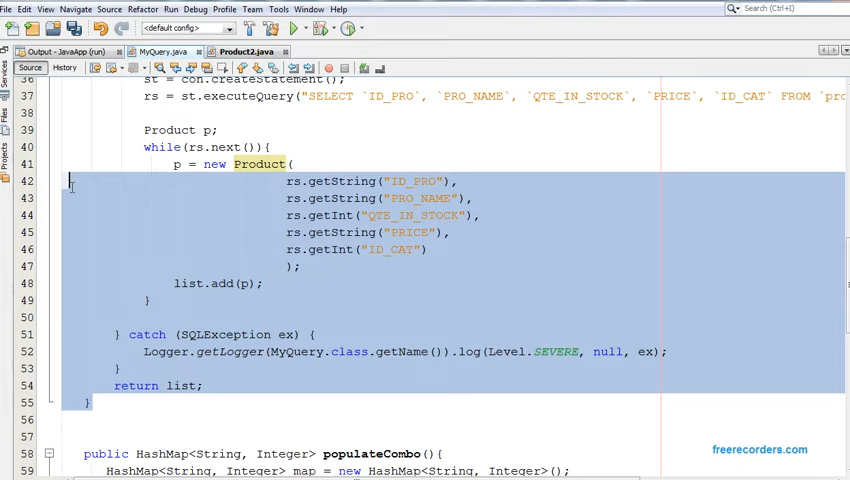 File Edit View Navigate Source Refactor Run Debug Profile Team Tools Window Help
Search (Ctrl+I)
<default config>
Output - JavaApp (run) MyQuery.java Product2.java
Source History
Services
Files
Projects
36 st = con.createStatement();
37 rs = st.executeQuery("SELECT `ID_PRO`, `PRO_NAME`, `QTE_IN_STOCK`, `PRICE`, `ID_CAT` FROM `pro
38
39 Product p;
40 while(rs.next()){
41 p = new Product(
42 rs.getString("ID_PRO"),
43 rs.getString("PRO_NAME"),
44 rs.getInt("QTE_IN_STOCK"),
45 rs.getString("PRICE"),
46 rs.getInt("ID_CAT")
47 );
48 list.add(p);
49 }
50
51 } catch (SQLException ex) {
52 Logger.getLogger(MyQuery.class.getName()).log(Level.SEVERE, null, ex);
53 }
54 return list;
55 }
56
57
58 public HashMap<String, Integer> populateCombo(){
59 HashMap<String, Integer> map = new HashMap<String, Integer>();
freerecorders.com